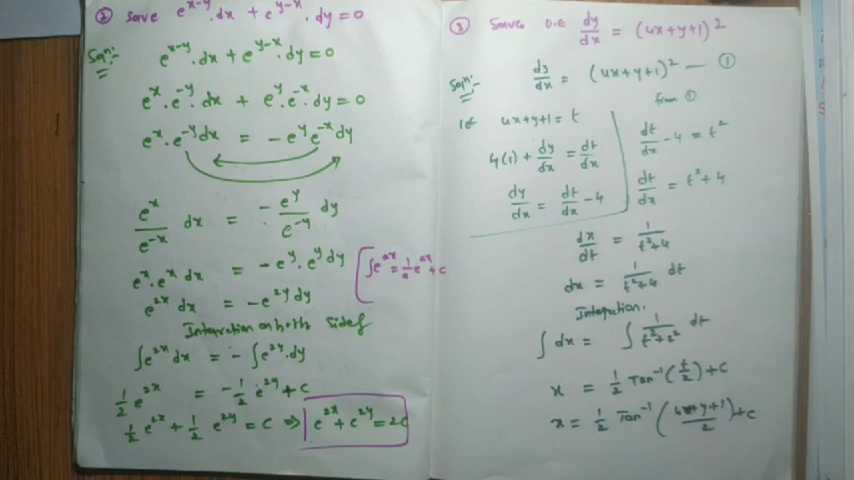 ② Solve e^{x-y}.dx + e^{y-x}.dy=0
Solⁿ:- e^{x-y}.dx + e^{y-x}.dy=0
e^x.e^{-y}.dx + e^y.e^{-x}.dy=0
e^x.e^{-y}dx = -e^y e^{-x}dy
e^x/e^{-x} dx = -e^y/e^{-y} dy
e^x.e^x dx = -e^y.e^y dy
∫e^{ax} = 1/a e^{ax}+c
e^{2x} dx = -e^{2y} dy
Integration on both sides
∫e^{2x} dx = -∫e^{2y}.dy
1/2 e^{2x} = -1/2 e^{2y}+c
1/2 e^{2x} + 1/2 e^{2y} = c ⇒ e^{2x}+e^{2y}=2c
③ Solve D.E dy/dx = (4x+y+1)^2
Solⁿ:- dy/dx = (4x+y+1)^2 — ①
let 4x+y+1 = t
4(1)+dy/dx = dt/dx
dy/dx = dt/dx -4
from ①
dt/dx -4 = t^2
dt/dx = t^2+4
dx/dt = 1/(t^2+4)
dx = 1/(t^2+4) dt
Integration.
∫dx = ∫ 1/(t^2+2^2) dt
x = 1/2 Tan^{-1}(t/2)+c
x = 1/2 Tan^{-1}((4x+y+1)/2)+c